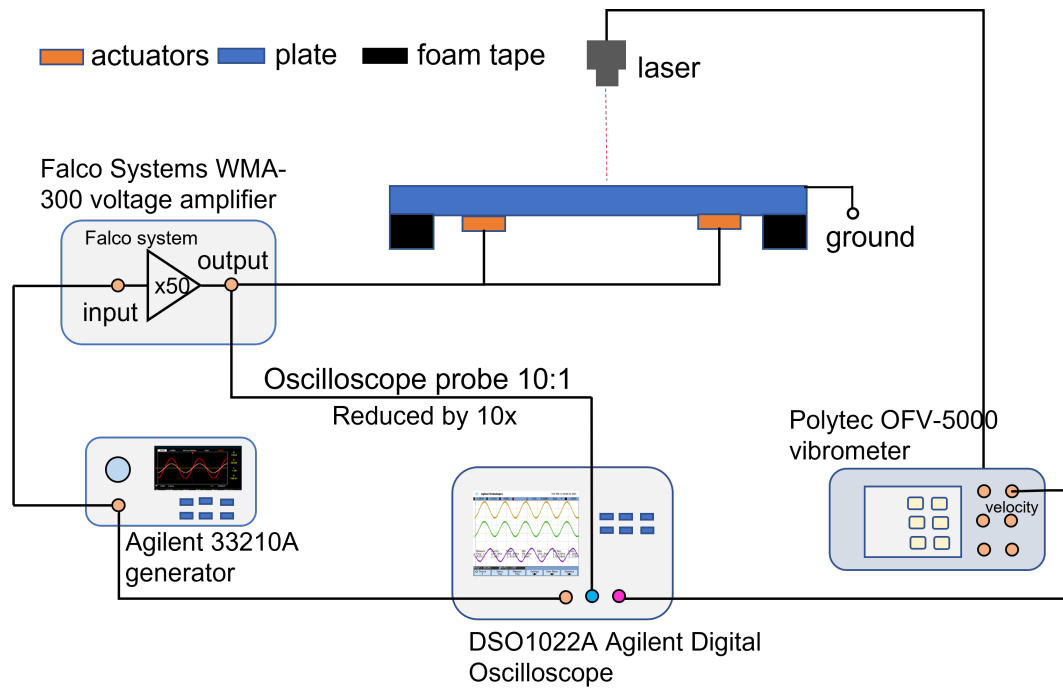 actuators
plate
foam tape
laser
Falco Systems WMA-
300 voltage amplifier
Falco system
output
x50
input
ground
Oscilloscope probe 10:1
Reduced by 10x
Polytec OFV-5000
vibrometer
velocity
Agilent 33210A
generator
DSO1022A Agilent Digital
Oscilloscope